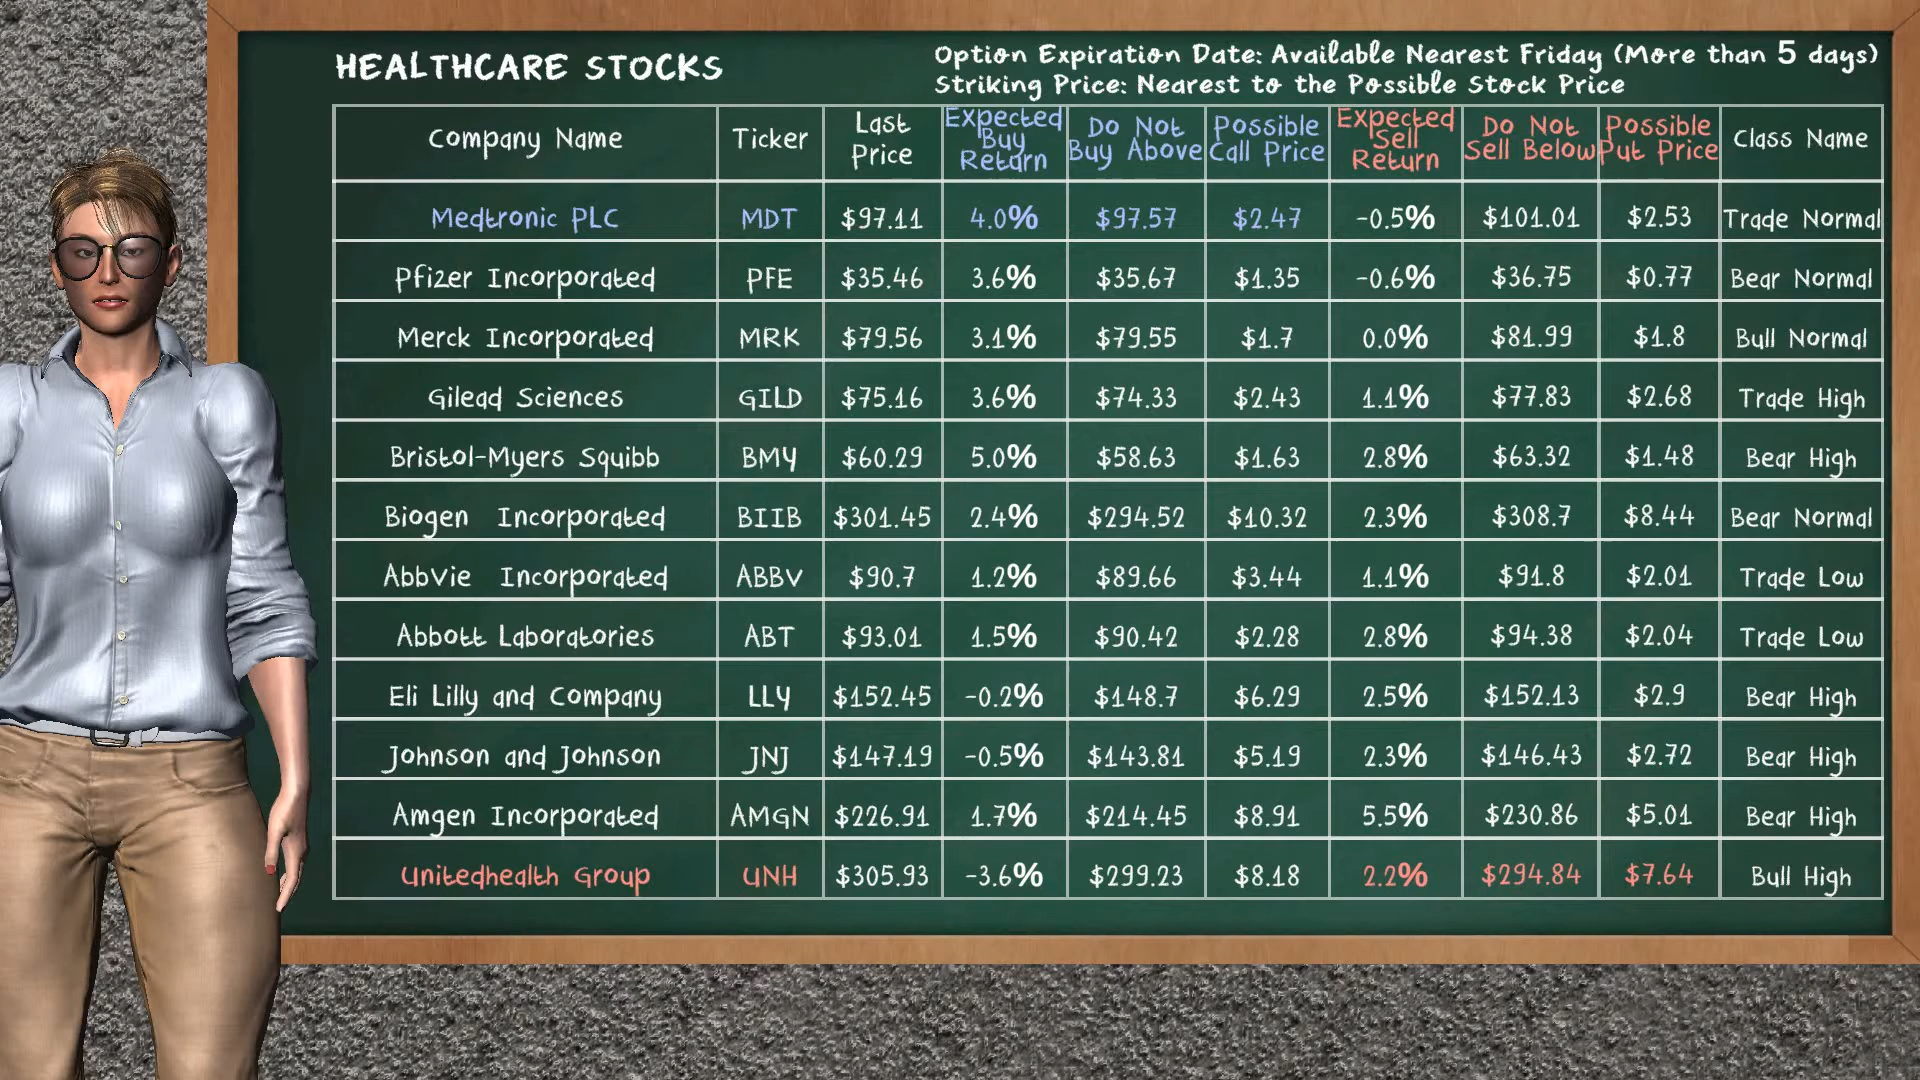 HEALTHCARE STOCKS
Option Expiration Date: Available Nearest Friday (More than 5 days)
Striking Price: Nearest to the Possible Stock Price
Company Name Ticker Last Price Expected Buy Return Do Not Buy Above Possible Call Price Expected Sell Return Do Not Sell Below Possible Put Price Class Name
Medtronic PLC MDT $97.11 4.0% $97.57 $2.47 -0.5% $101.01 $2.53 Trade Normal
Pfizer Incorporated PFE $35.46 3.6% $35.67 $1.35 -0.6% $36.75 $0.77 Bear Normal
Merck Incorporated MRK $79.56 3.1% $79.55 $1.7 0.0% $81.99 $1.8 Bull Normal
Gilead Sciences GILD $75.16 3.6% $74.33 $2.43 1.1% $77.83 $2.68 Trade High
Bristol-Myers Squibb BMY $60.29 5.0% $58.63 $1.63 2.8% $63.32 $1.48 Bear High
Biogen Incorporated BIIB $301.45 2.4% $294.52 $10.32 2.3% $308.7 $8.44 Bear Normal
AbbVie Incorporated ABBV $90.7 1.2% $89.66 $3.44 1.1% $91.8 $2.01 Trade Low
Abbott Laboratories ABT $93.01 1.5% $90.42 $2.28 2.8% $94.38 $2.04 Trade Low
Eli Lilly and Company LLY $152.45 -0.2% $148.7 $6.29 2.5% $152.13 $2.9 Bear High
Johnson and Johnson JNJ $147.19 -0.5% $143.81 $5.19 2.3% $146.43 $2.72 Bear High
Amgen Incorporated AMGN $226.91 1.7% $214.45 $8.91 5.5% $230.86 $5.01 Bear High
Unitedhealth Group UNH $305.93 -3.6% $299.23 $8.18 2.2% $294.84 $7.64 Bull High